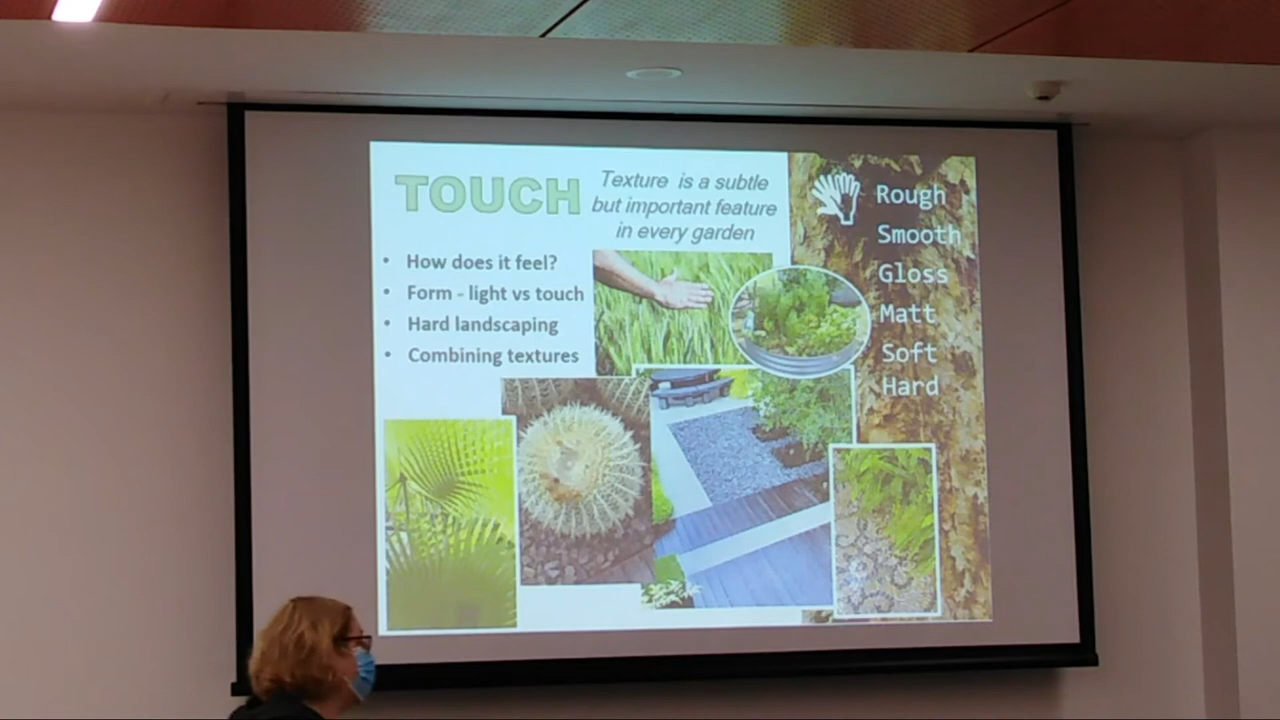 TOUCH
Texture is a subtle
but important feature
in every garden
• How does it feel?
• Form - light vs touch
• Hard landscaping
• Combining textures
Rough
Smooth
Gloss
Matt
Soft
Hard